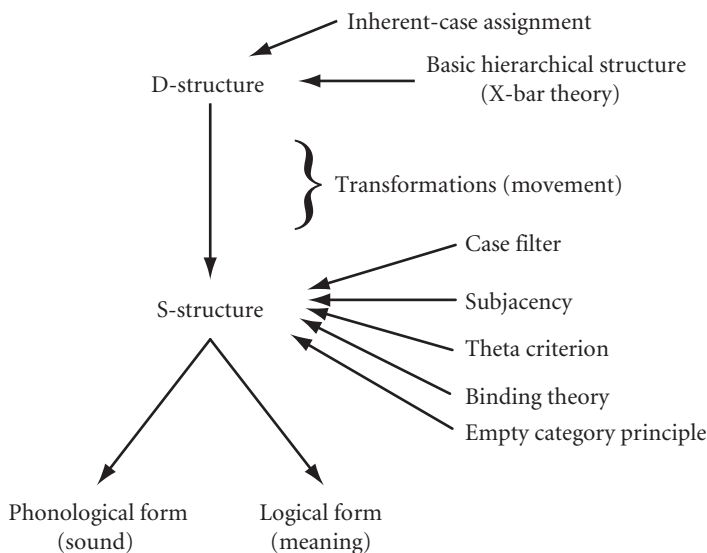 Inherent-case assignment
Basic hierarchical structure
(X-bar theory)
D-structure
}
Transformations (movement)
Case filter
Subjacency
S-structure
Theta criterion
Binding theory
Empty category principle
Phonological form
(sound)
Logical form
(meaning)